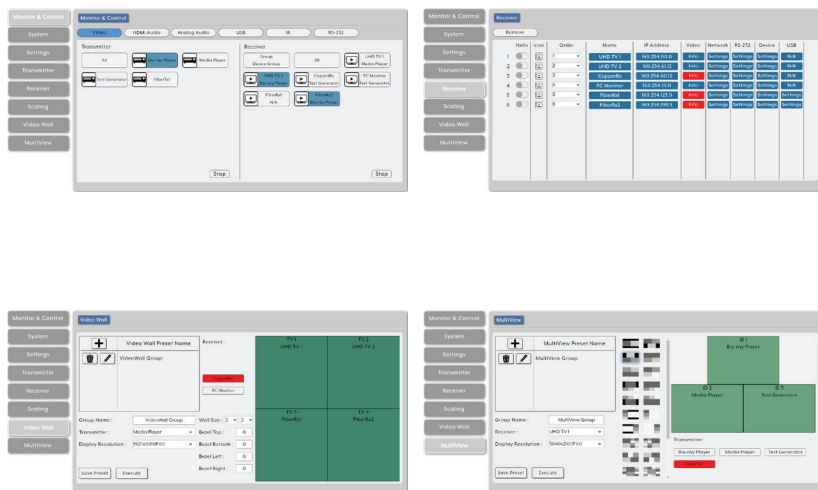 Monitor & Control
System
Settings
Transmitter
Receiver
Scaling
Video Wall
MultiView
Monitor & Control
Video
HDMI Audio
Analog Audio
USB
IR
RS-232
Transmitter
All
Blu-ray Player
Media Player
Test Generator
FiberTx1
Stop
Receiver
Group
Device Group
All
UHD TV 1
Media Player
UHD TV 2
Blu-ray Player
CopperRx
Test Generator
PC Monitor
Test Generator
FiberRx1
N/A
FiberRx2
Blu-ray Player
Stop
Monitor & Control
System
Settings
Transmitter
Receiver
Scaling
Video Wall
MultiView
Receiver
Remove
Hello Icon Order Name IP Address Video Network RS-232 Device USB
1 1 UHD TV 1 Info Settings Settings Settings N/A
2 2 UHD TV 2 Info Settings Settings Settings N/A
3 3 CopperRx Info Settings Settings Settings N/A
4 4 PC Monitor Info Settings Settings Settings N/A
5 5 FiberRx1 Info Settings Settings Settings Settings
6 6 FiberRx2 Info Settings Settings Settings Settings
Monitor & Control
System
Settings
Transmitter
Receiver
Scaling
Video Wall
MultiView
Video Wall
+ Video Wall Preset Name
VideoWall Group
Receiver :
CopperRx
PC Monitor
TV 1
UHD TV 1
TV 2
UHD TV 2
TV 3
FiberRx1
TV 4
FiberRx2
Group Name : VideoWall Group
Transmitter : Media Player
Display Resolution : 1920x1080P60
Wall Size : 2 2
Bezel Top : 0
Bezel Bottom : 0
Bezel Left : 0
Bezel Right : 0
Save Preset
Execute
Monitor & Control
System
Settings
Transmitter
Receiver
Scaling
Video Wall
MultiView
MultiView
+ MultiView Preset Name
MultiView Group
ID 1
Blu-ray Player
ID 2
Media Player
ID 3
Test Generator
Group Name : MultiView Group
Receiver : UHD TV 1
Display Resolution : 3840x2160P60
Transmitter :
Blu-ray Player
Media Player
Test Generator
FiberTx1
Save Preset
Execute